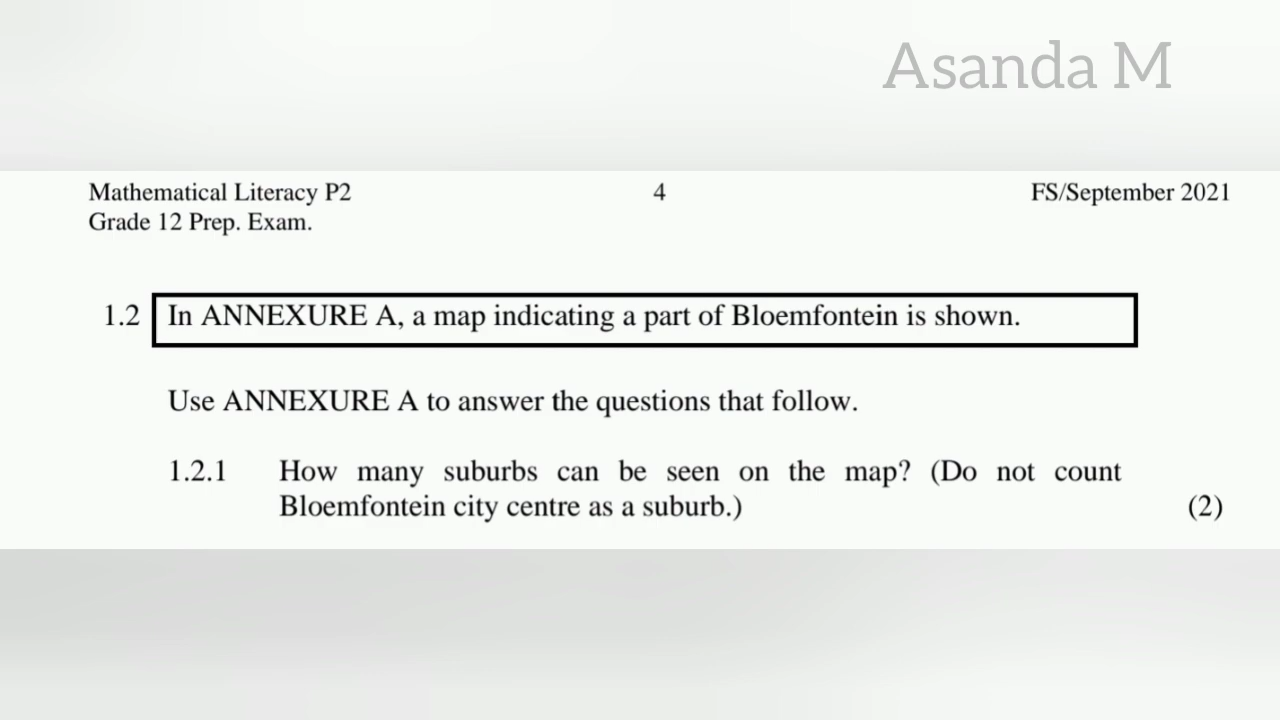 Asanda M
Mathematical Literacy P2 4 FS/September 2021
Grade 12 Prep. Exam.
1.2 In ANNEXURE A, a map indicating a part of Bloemfontein is shown.
Use ANNEXURE A to answer the questions that follow.
1.2.1 How many suburbs can be seen on the map? (Do not count
Bloemfontein city centre as a suburb.) (2)